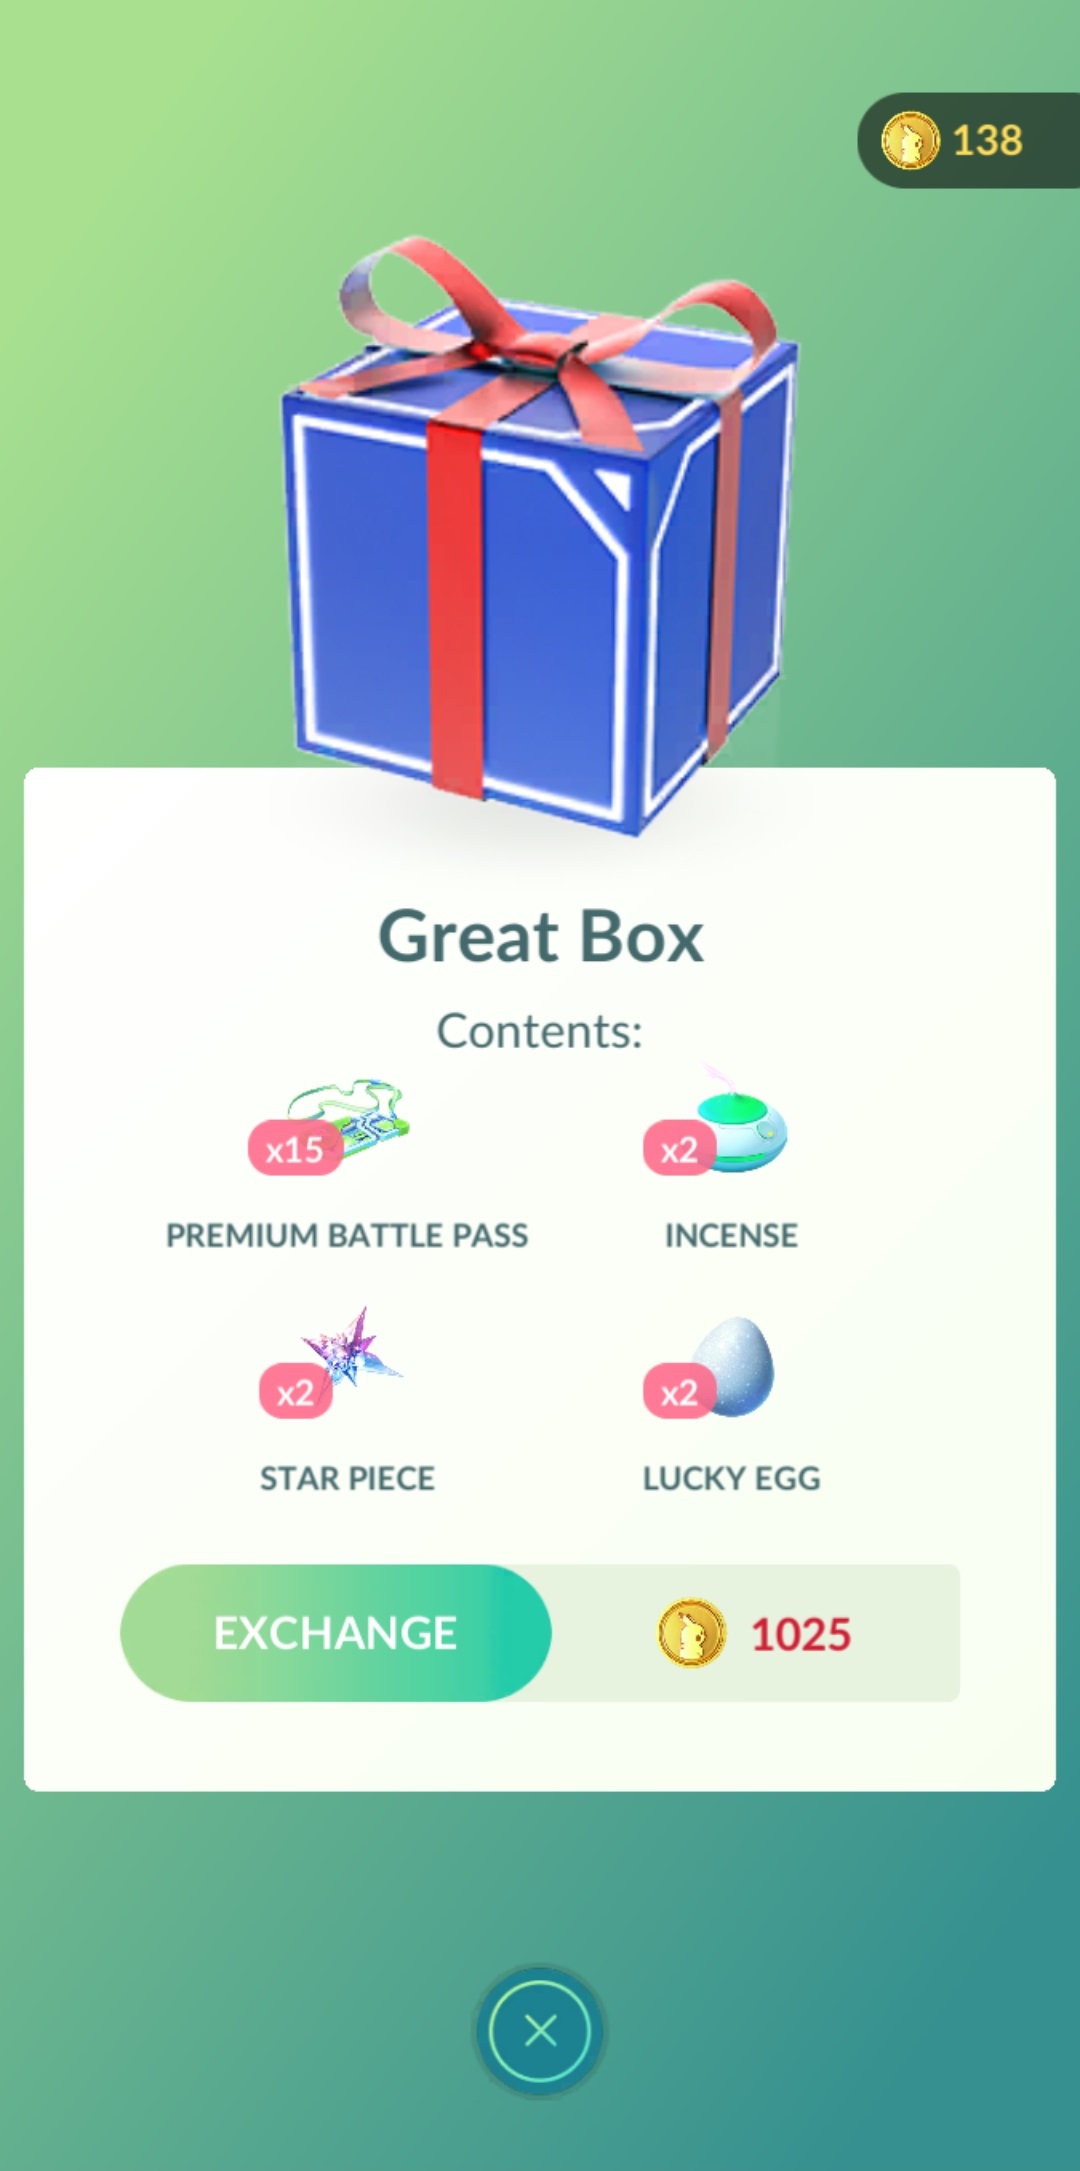 138
Great Box
Contents:
x15
x2
PREMIUM BATTLE PASS
INCENSE
x2
x2
STAR PIECE
LUCKY EGG
EXCHANGE
1025